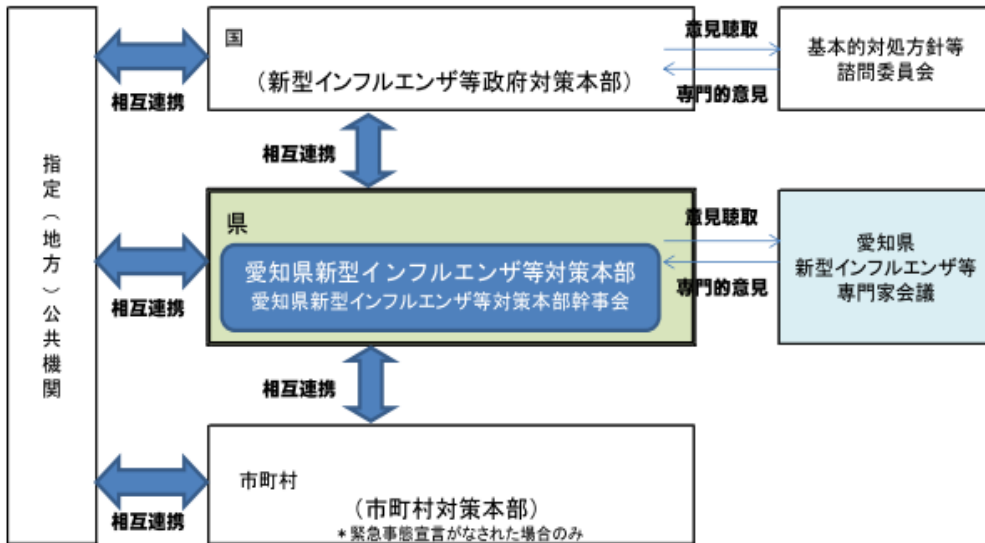 国
(新型インフルエンザ等政府対策本部)
意見聴取
専門的意見
基本的対処方針等
諮問委員会
相互連携
相互連携
指定(地方)公共機関
県
愛知県新型インフルエンザ等対策本部
愛知県新型インフルエンザ等対策本部幹事会
意見聴取
専門的意見
愛知県
新型インフルエンザ等
専門家会議
相互連携
相互連携
市町村
(市町村対策本部)
*緊急事態宣言がなされた場合のみ
相互連携